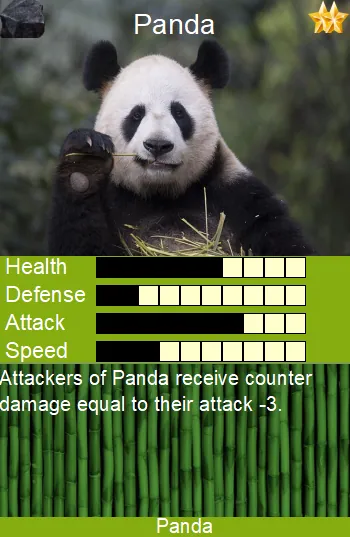 Panda
Health
Defense
Attack
Speed
Attackers of Panda receive counter
damage equal to their attack -3.
Panda